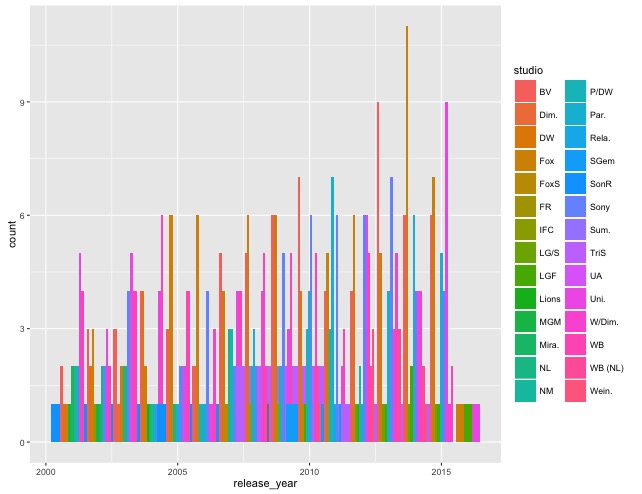 9
6
3
0
count
2000 2005 2010 2015
release_year
studio
BV P/DW
Dim. Par.
DW Rela.
Fox SGem
FoxS SonR
FR Sony
IFC Sum.
LG/S TriS
LGF UA
Lions Uni.
MGM W/Dim.
Mira. WB
NL WB (NL)
NM Wein.